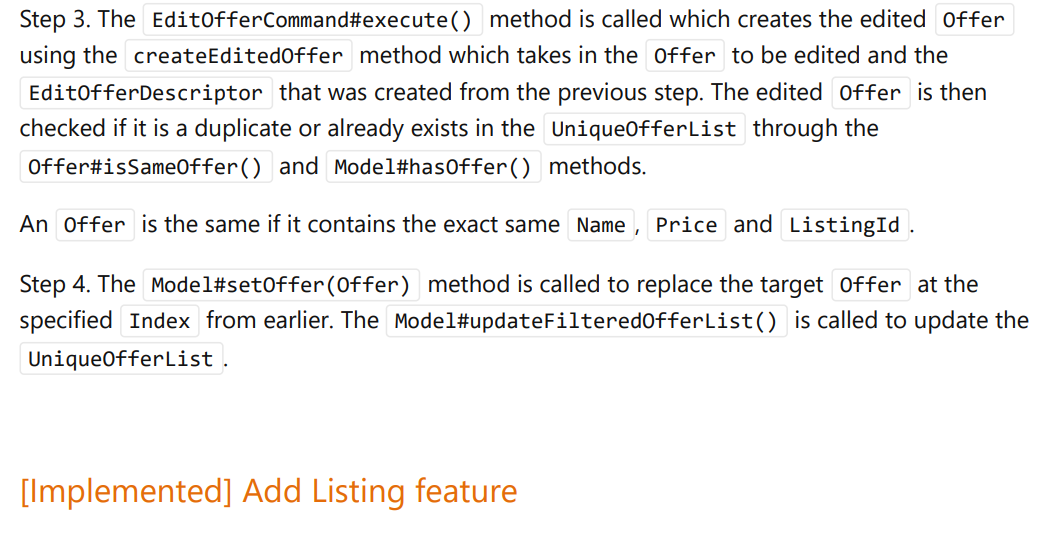 Step 3. The EditOfferCommand#execute() method is called which creates the edited Offer
using the createEditedOffer method which takes in the Offer to be edited and the
EditOfferDescriptor that was created from the previous step. The edited Offer is then
checked if it is a duplicate or already exists in the UniqueOfferList through the
Offer#isSameOffer() and Model#hasOffer() methods.
An Offer is the same if it contains the exact same Name, Price and ListingId.
Step 4. The Model#setOffer(Offer) method is called to replace the target Offer at the
specified Index from earlier. The Model#updateFilteredOfferList() is called to update the
UniqueOfferList.
[Implemented] Add Listing feature